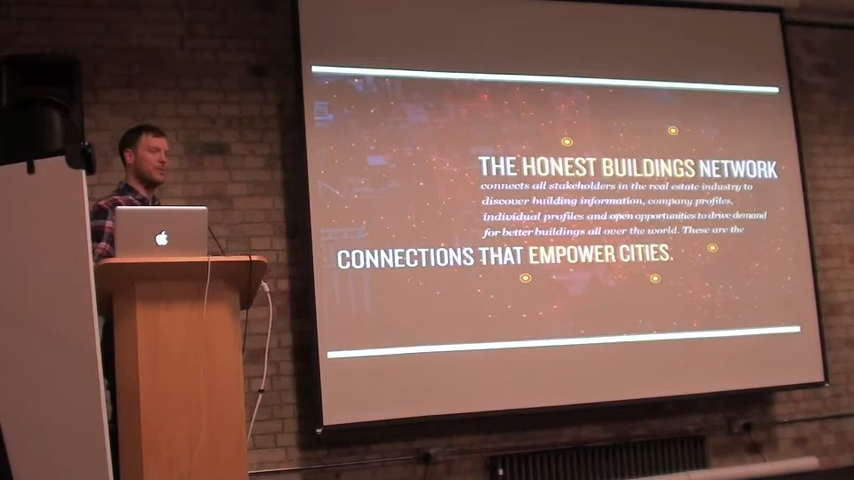 THE HONEST BUILDINGS NETWORK
connects all stakeholders in the real estate industry to
discover building information, company profiles,
individual profiles and open opportunities to drive demand
for better buildings all over the world. These are the
CONNECTIONS THAT EMPOWER CITIES.